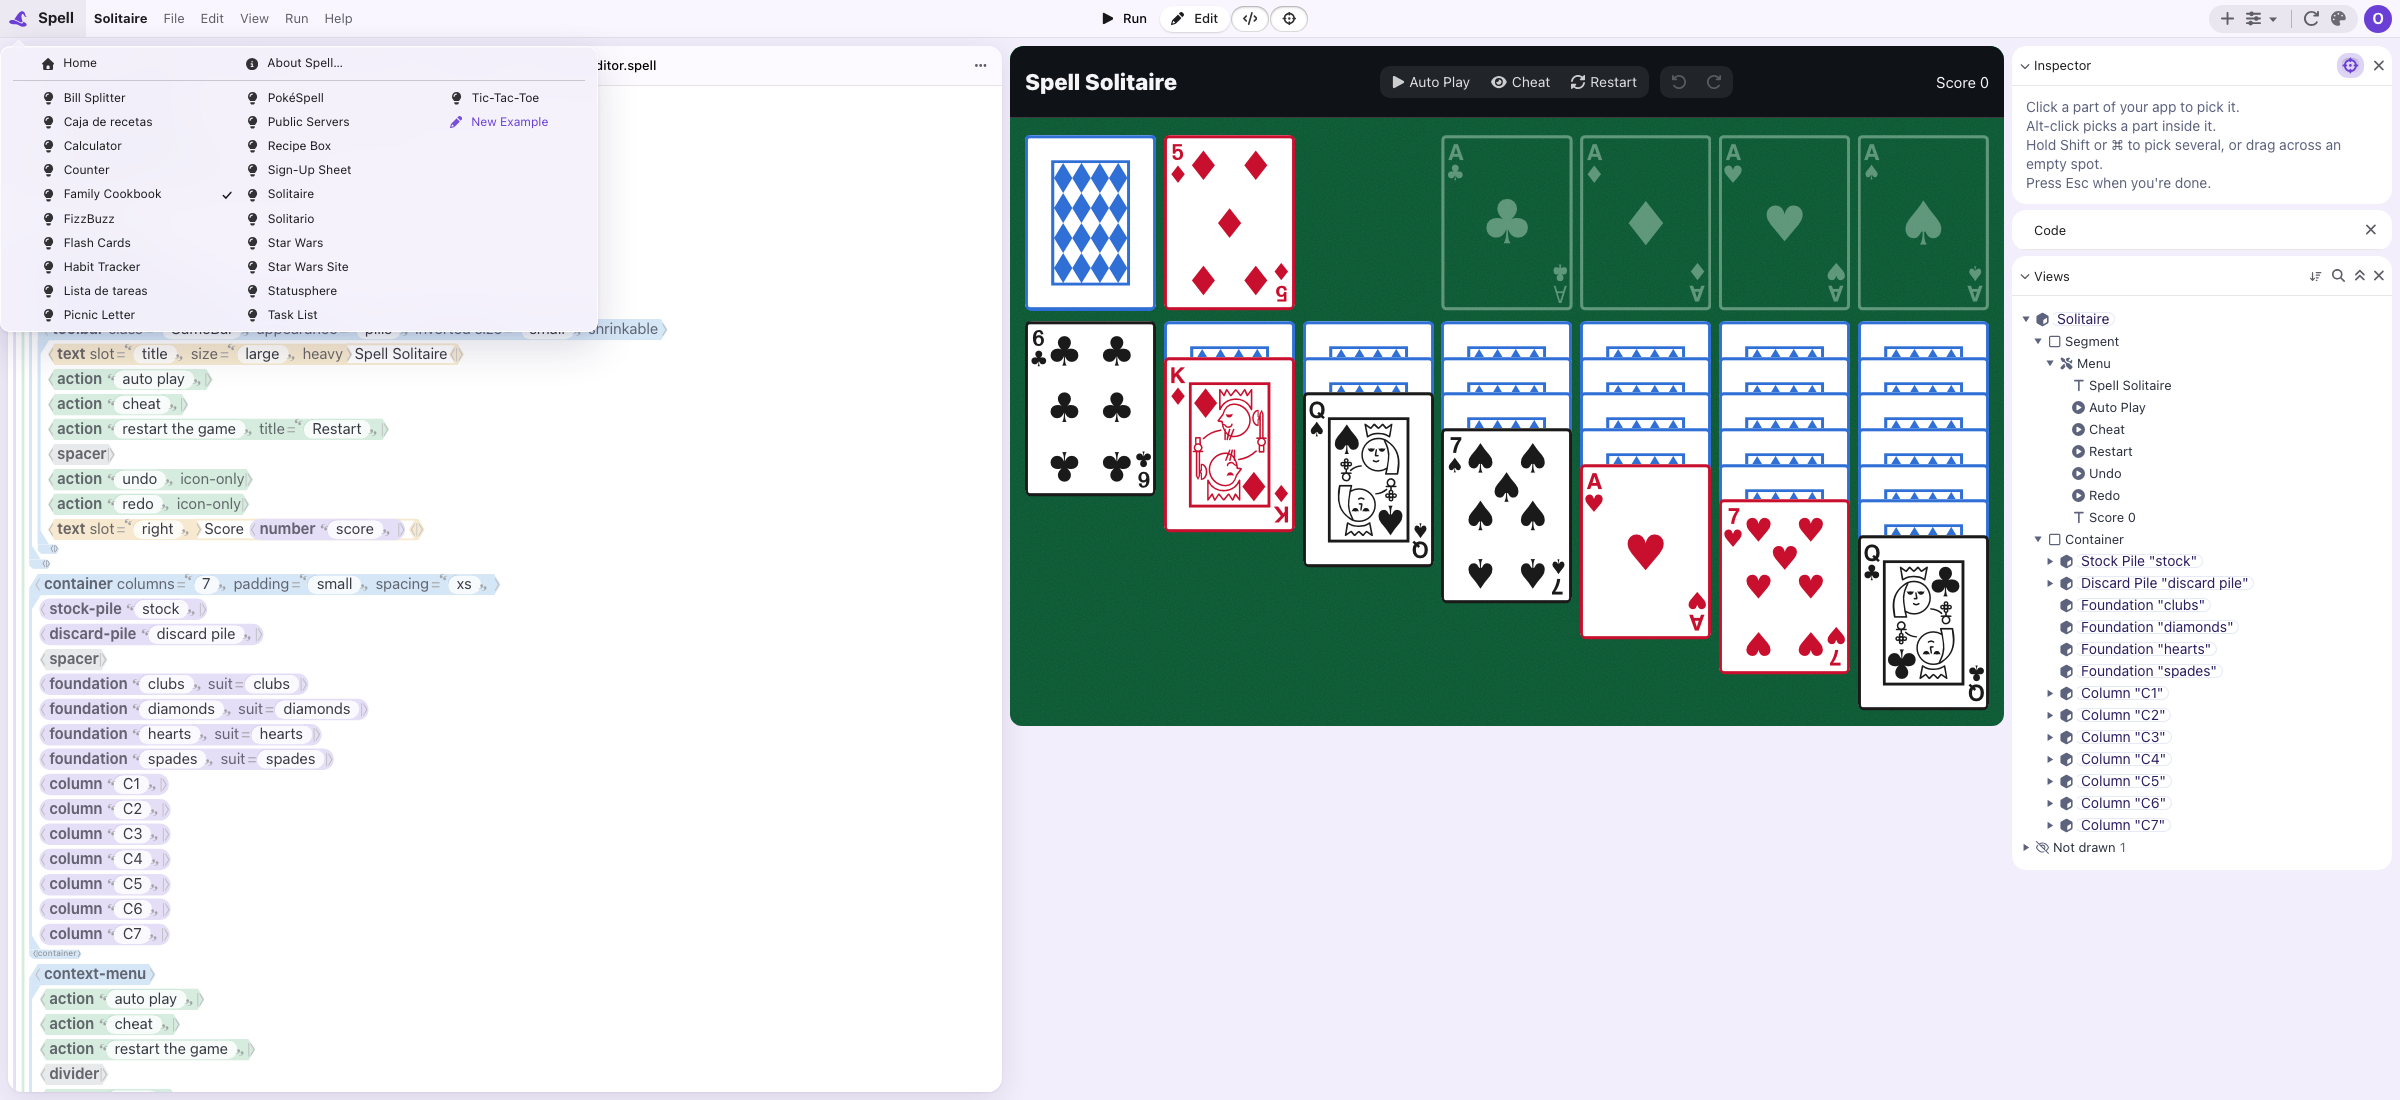 Spell Solitaire File Edit View Run Help
Run Edit
O
Home
About Spell...
Bill Splitter
Caja de recetas
Calculator
Counter
Family Cookbook
FizzBuzz
Flash Cards
Habit Tracker
Lista de tareas
Picnic Letter
PokéSpell
Public Servers
Recipe Box
Sign-Up Sheet
Solitaire
Solitario
Star Wars
Star Wars Site
Statusphere
Task List
Tic-Tac-Toe
New Example
ditor.spell
shrinkable
text slot=“ title ”, size=“ large ”, heavy Spell Solitaire
action “ auto play ”,
action “ cheat ”,
action “ restart the game ”, title=“ Restart ”,
spacer
action “ undo ”, icon-only
action “ redo ”, icon-only
text slot=“ right ”, Score number “ score ”,
container columns=“ 7 ”, padding=“ small ”, spacing=“ xs ”,
stock-pile “ stock ”,
discard-pile “ discard pile ”,
spacer
foundation “ clubs ”, suit= clubs
foundation “ diamonds ”, suit= diamonds
foundation “ hearts ”, suit= hearts
foundation “ spades ”, suit= spades
column “ C1 ”,
column “ C2 ”,
column “ C3 ”,
column “ C4 ”,
column “ C5 ”,
column “ C6 ”,
column “ C7 ”,
container
context-menu
action “ auto play ”,
action “ cheat ”,
action “ restart the game ”,
divider
Spell Solitaire
Auto Play Cheat Restart
Score 0
5
5
A
A
A
A
A
A
A
A
6
6
K
K
Q
Q
7
7
A
A
7
7
Q
Q
Inspector
Click a part of your app to pick it.
Alt-click picks a part inside it.
Hold Shift or ⌘ to pick several, or drag across an
empty spot.
Press Esc when you're done.
Code
Views
Solitaire
Segment
Menu
Spell Solitaire
Auto Play
Cheat
Restart
Undo
Redo
Score 0
Container
Stock Pile "stock"
Discard Pile "discard pile"
Foundation "clubs"
Foundation "diamonds"
Foundation "hearts"
Foundation "spades"
Column "C1"
Column "C2"
Column "C3"
Column "C4"
Column "C5"
Column "C6"
Column "C7"
Not drawn 1